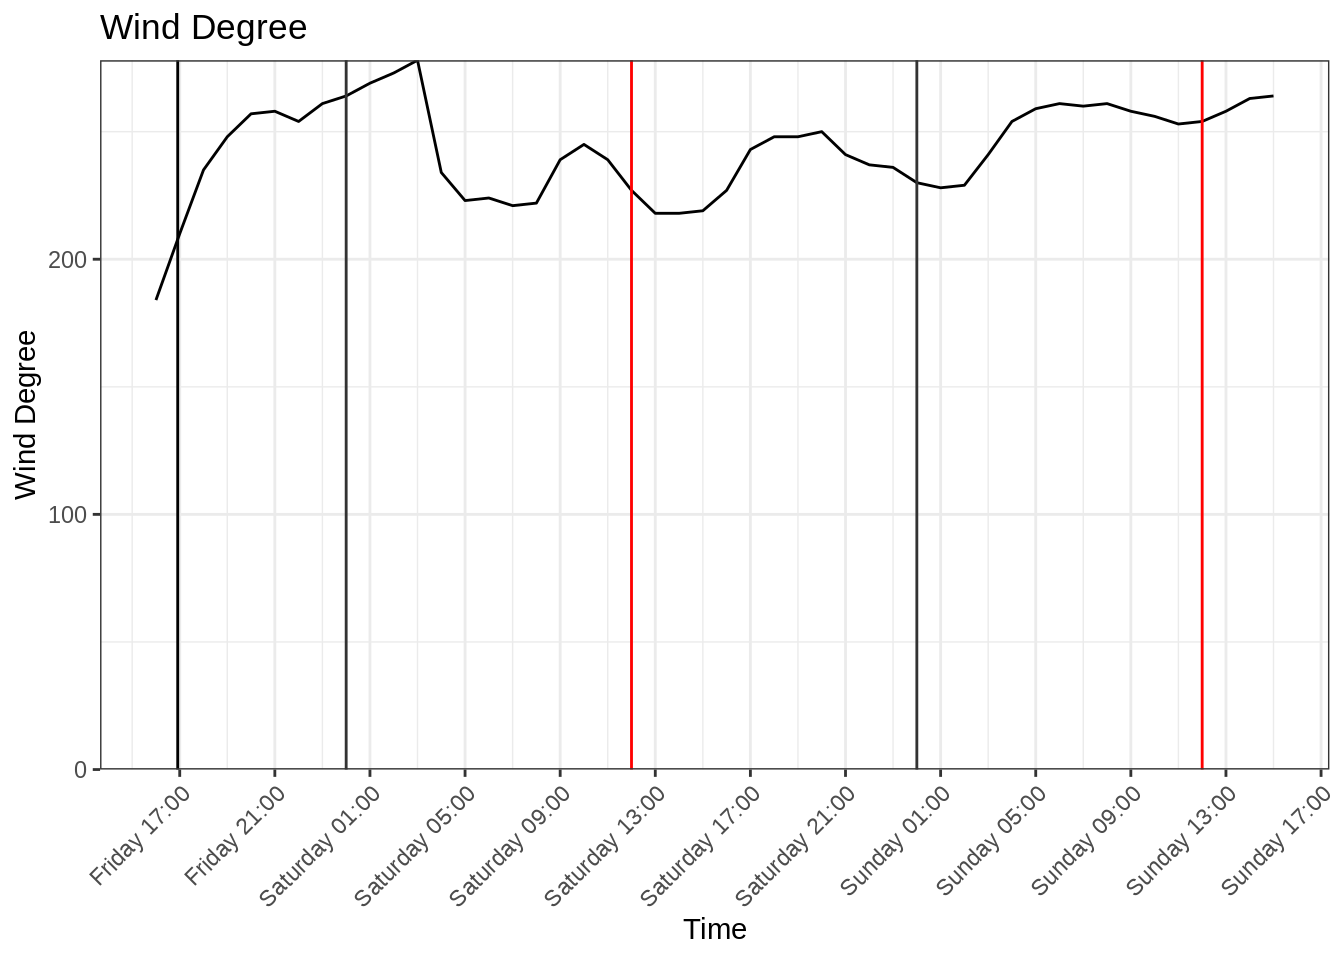 Wind Degree
Wind Degree
200
100
0
Friday 17:00
Friday 21:00
Saturday 01:00
Saturday 05:00
Saturday 09:00
Saturday 13:00
Saturday 17:00
Saturday 21:00
Sunday 01:00
Sunday 05:00
Sunday 09:00
Sunday 13:00
Sunday 17:00
Time